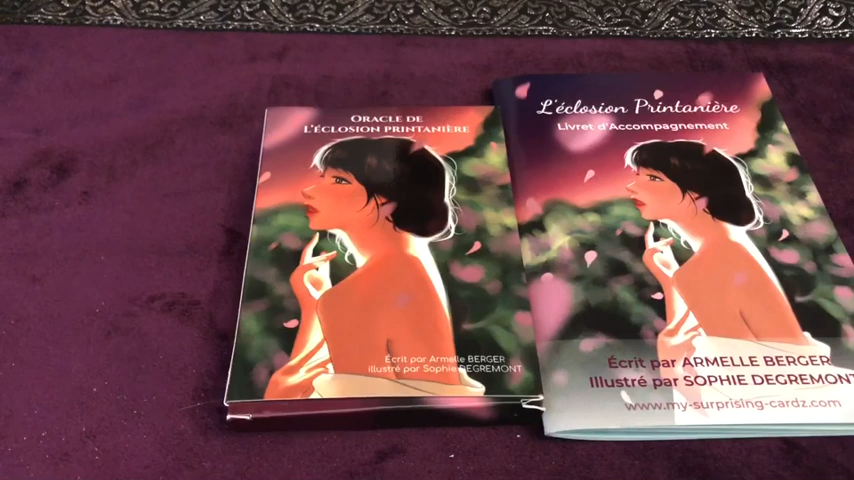 ORACLE DE
L'ÉCLOSION PRINTANIÈRE
Écrit par Armelle BERGER
illustré par Sophie DEGREMONT
L'éclosion Printanière
Livret d'Accompagnement
Écrit par ARMELLE BERGER
Illustré par SOPHIE DEGREMONT
www.my-surprising-cardz.com